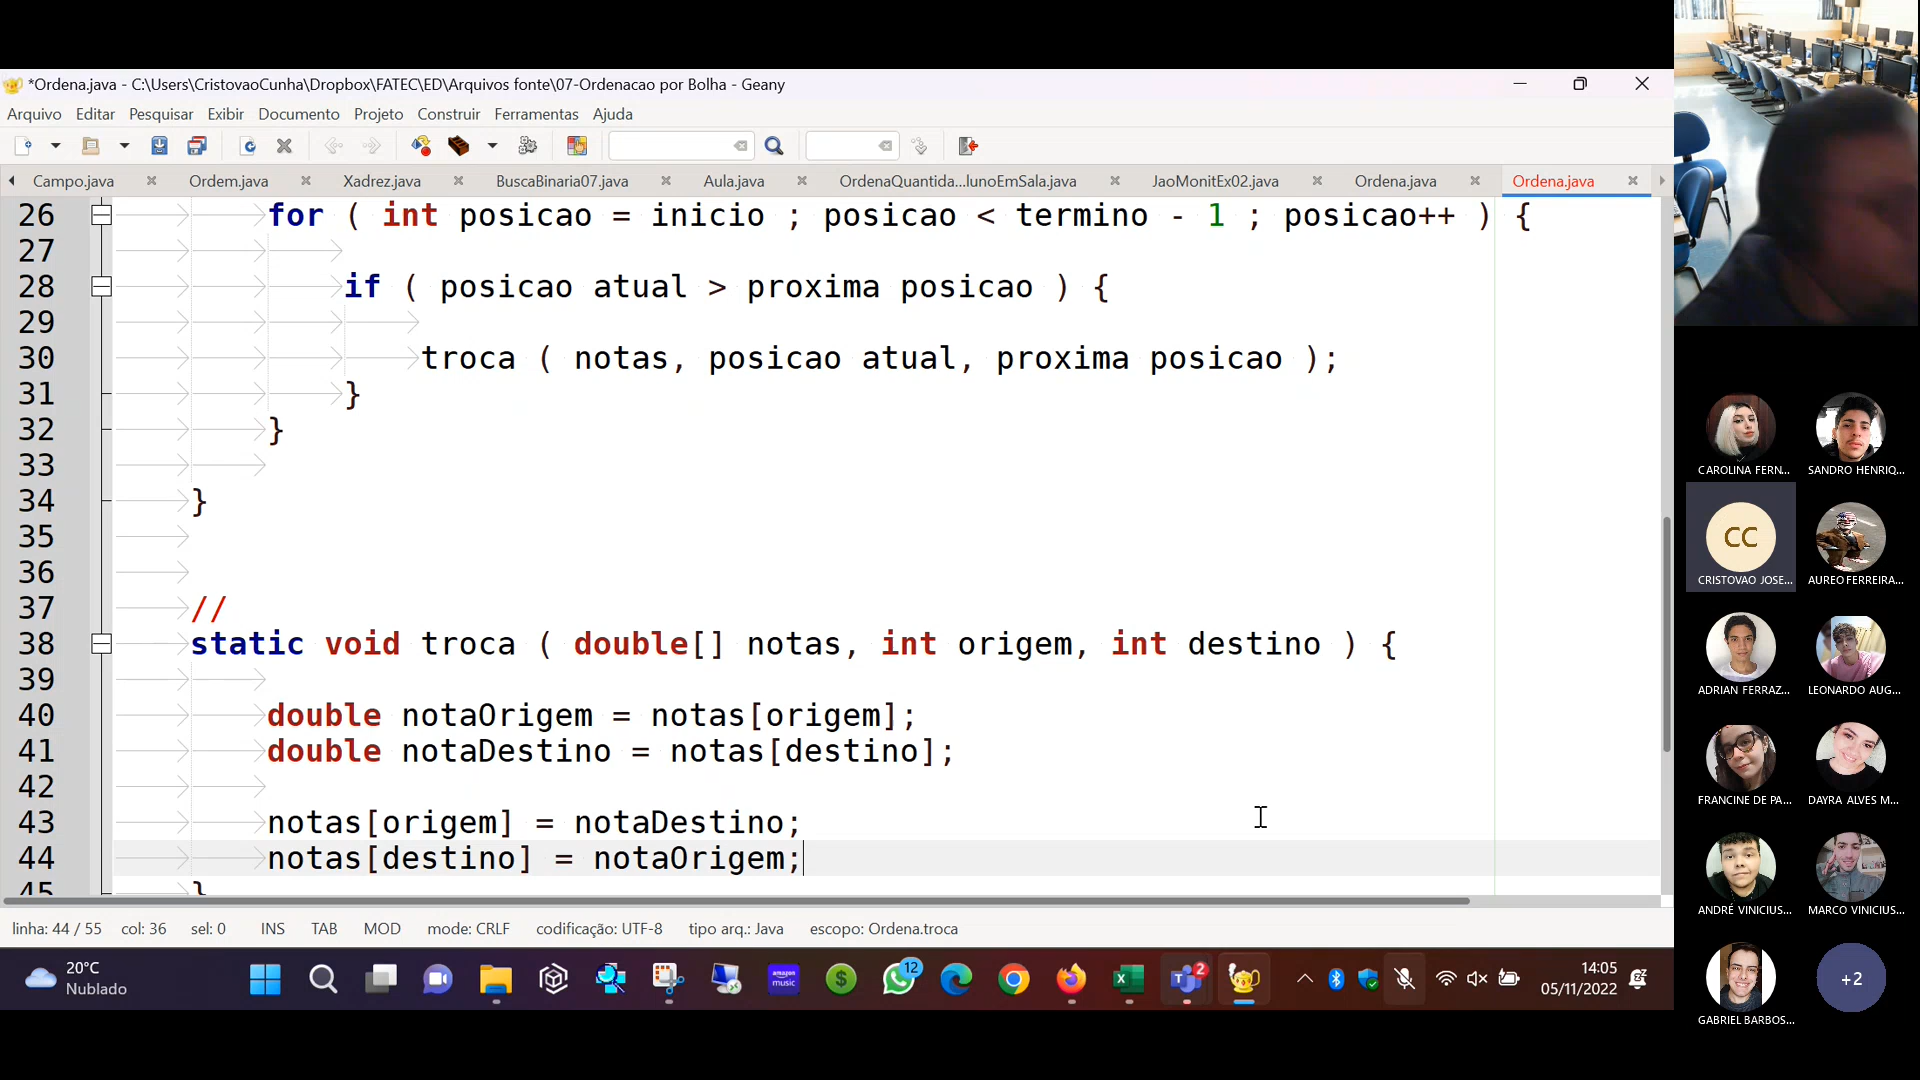 *Ordena.java - C:\Users\CristovaoCunha\Dropbox\FATEC\ED\Arquivos fonte\07-Ordenacao por Bolha - Geany
Arquivo Editar Pesquisar Exibir Documento Projeto Construir Ferramentas Ajuda
Campo.java Ordem.java Xadrez.java BuscaBinaria07.java Aula.java OrdenaQuantida...lunoEmSala.java JaoMonitEx02.java Ordena.java Ordena.java
26 for ( int posicao = inicio ; posicao < termino - 1 ; posicao++ ) {
27
28 if ( posicao atual > proxima posicao ) {
29
30 troca ( notas, posicao atual, proxima posicao );
31 }
32 }
33
34 }
35
36
37 //
38 static void troca ( double[] notas, int origem, int destino ) {
39
40 double notaOrigem = notas[origem];
41 double notaDestino = notas[destino];
42
43 notas[origem] = notaDestino;
44 notas[destino] = notaOrigem;
45 }
linha: 44 / 55 col: 36 sel: 0 INS TAB MOD mode: CRLF codificação: UTF-8 tipo arq.: Java escopo: Ordena.troca
20°C
Nublado
amazon music
$
12
2
14:05
05/11/2022
CAROLINA FERN... SANDRO HENRIQ...
CC
CRISTOVAO JOSE... AUREO FERREIRA...
ADRIAN FERRAZ... LEONARDO AUG...
FRANCINE DE PA... DAYRA ALVES M...
ANDRÉ VINICIUS... MARCO VINICIUS...
+2
GABRIEL BARBOS...